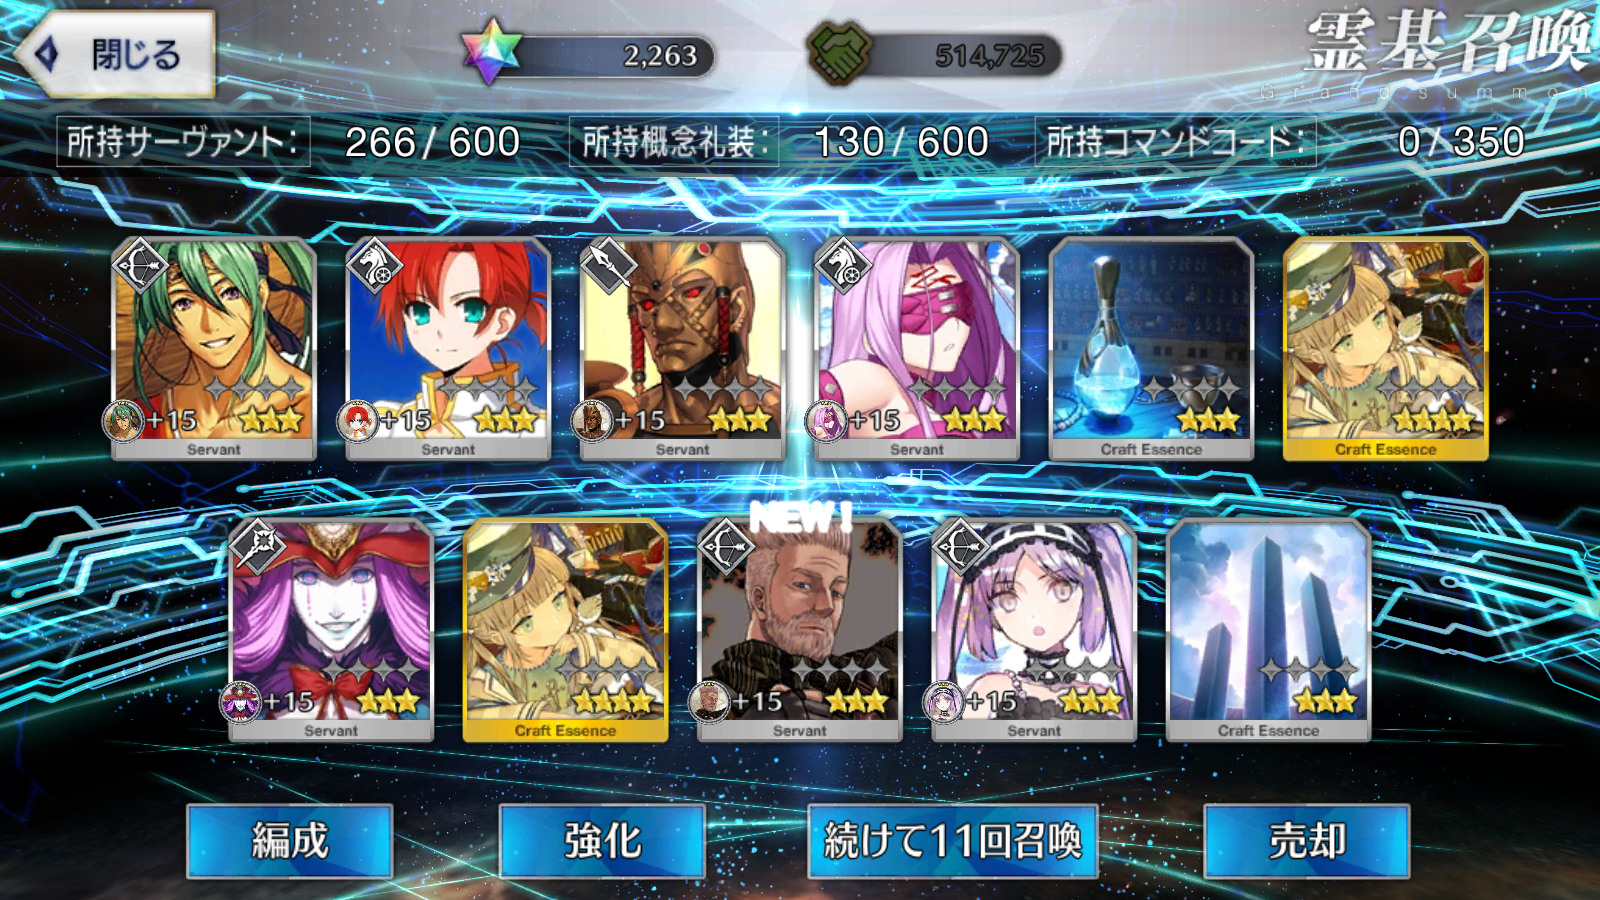 閉じる
2,263
514,725
霊基召喚
Grand summon
所持サーヴァント: 266/600
所持概念礼装: 130/600
所持コマンドコード: 0/350
+15 Servant
+15 Servant
+15 Servant
+15 Servant
Craft Essence
Craft Essence
NEW!
+15 Servant
Craft Essence
+15 Servant
+15 Servant
Craft Essence
編成
強化
続けて11回召喚
売却